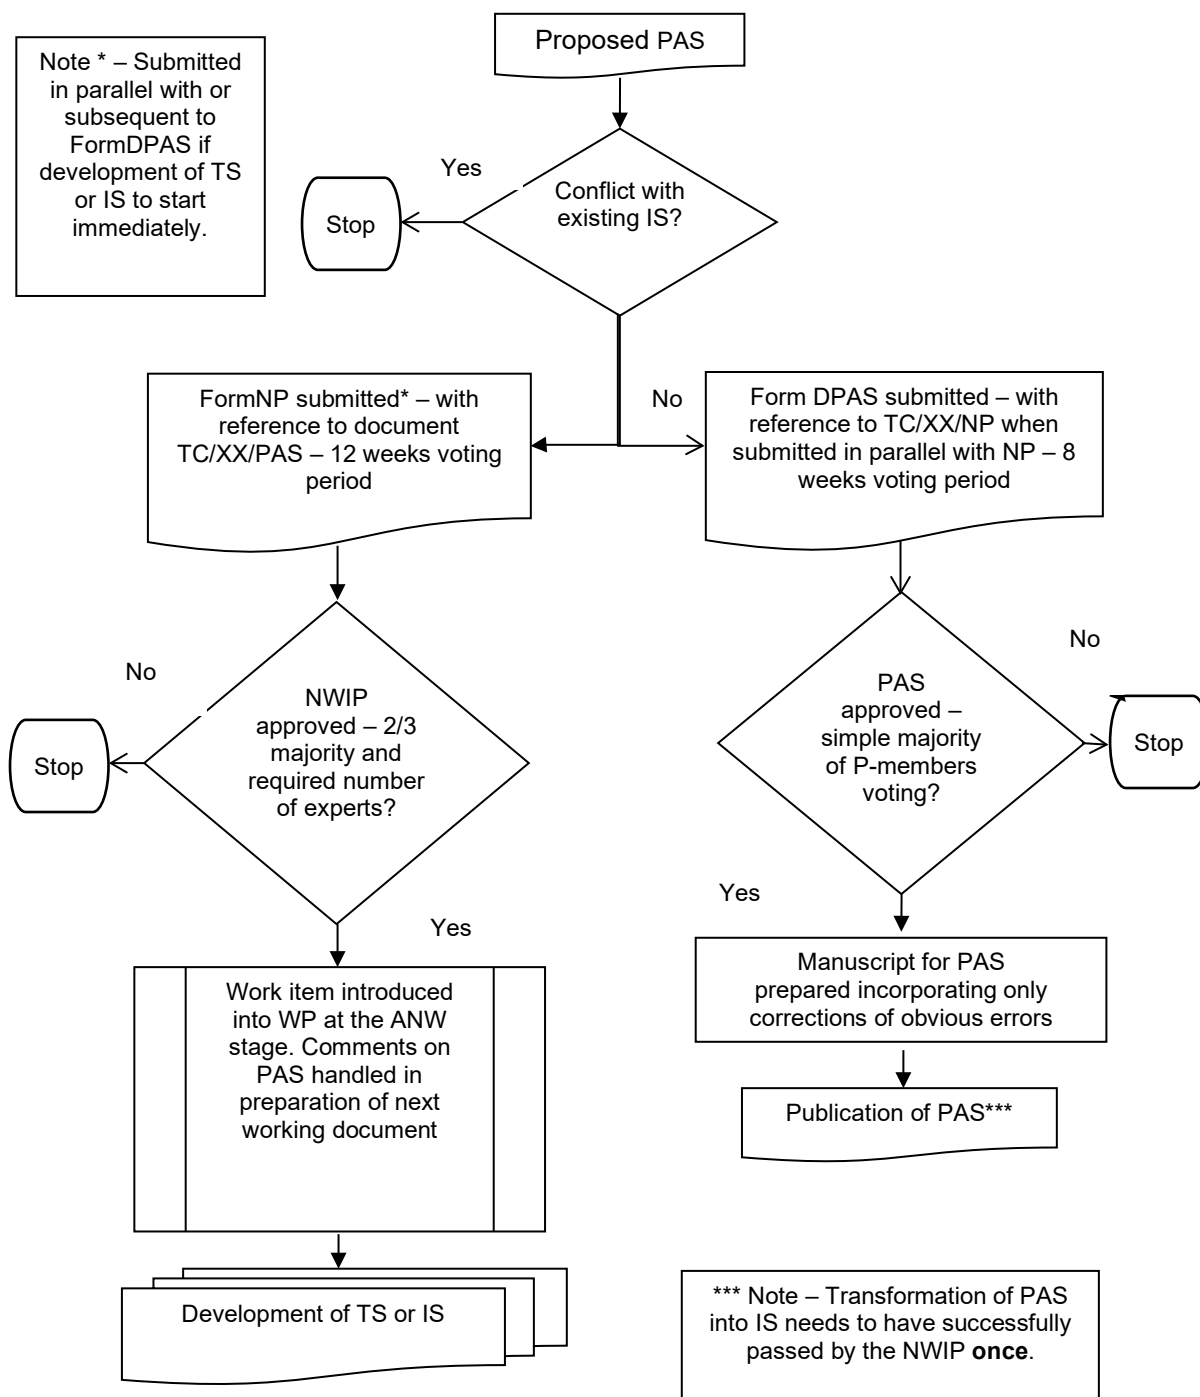 Proposed PAS
Note * – Submitted
in parallel with or
subsequent to
FormDPAS if
development of TS
or IS to start
immediately.
Yes
Conflict with
existing IS?
Stop
FormNP submitted* – with
reference to document
TC/XX/PAS – 12 weeks voting
period
No
Form DPAS submitted – with
reference to TC/XX/NP when
submitted in parallel with NP – 8
weeks voting period
No
NWIP
approved – 2/3
majority and
required number
of experts?
Stop
No
PAS
approved –
simple majority
of P-members
voting?
Stop
Yes
Yes
Work item introduced
into WP at the ANW
stage. Comments on
PAS handled in
preparation of next
working document
Manuscript for PAS
prepared incorporating only
corrections of obvious errors
Publication of PAS***
Development of TS or IS
*** Note – Transformation of PAS
into IS needs to have successfully
passed by the NWIP once.